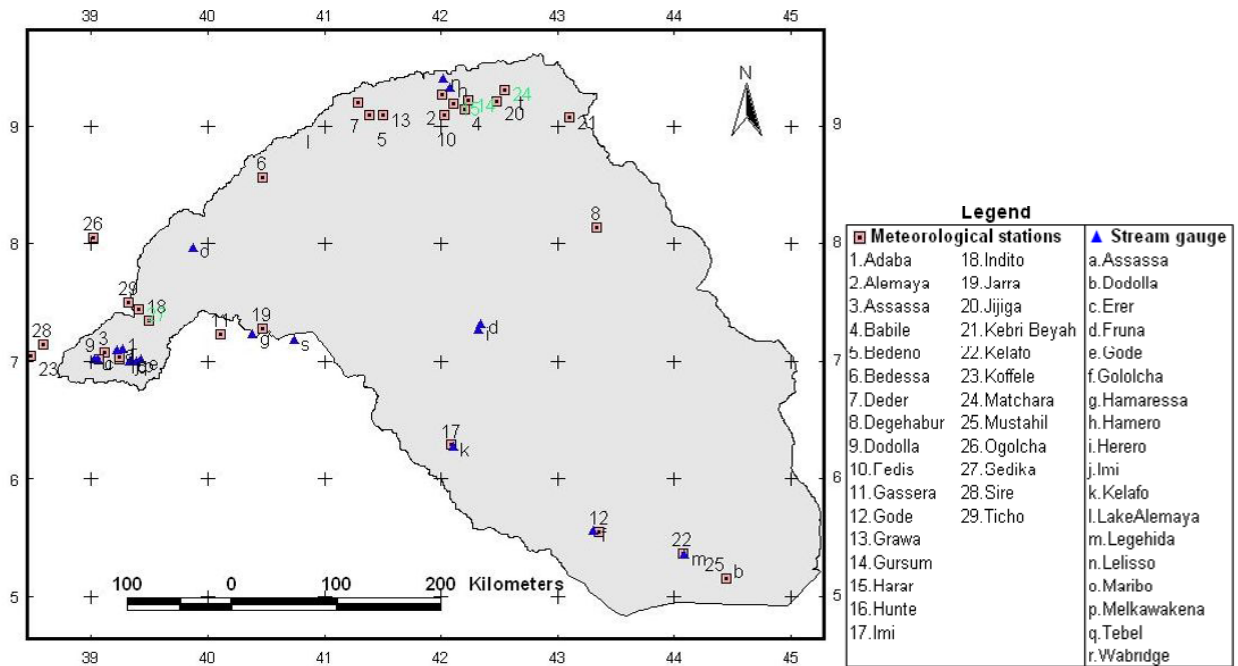 39 40 41 42 43 44 45
N
24
14
7 5 13 2 10 4 20 21
9 9
6
8
26
8 8
d
29
18
28 3 1 11 19
9
g s
d
7 7
23
17
k
6 6
12
22
m
25 b
5 5
100 0 100 200 Kilometers
39 40 41 42 43 44 45
Legend
Meteorological stations
1.Adaba
2.Alemaya
3.Assassa
4.Babile
5.Bedeno
6.Bedessa
7.Deder
8.Degehabur
9.Dodolla
10.Fedis
11.Gassera
12.Gode
13.Grawa
14.Gursum
15.Harar
16.Hunte
17.Imi
18.Indito
19.Jarra
20.Jijiga
21.Kebri Beyah
22.Kelafo
23.Koffele
24.Matchara
25.Mustahil
26.Ogolcha
27.Sedika
28.Sire
29.Ticho
Stream gauge
a.Assassa
b.Dodolla
c.Erer
d.Fruna
e.Gode
f.Gololcha
g.Hamaressa
h.Hamero
i.Herero
j.Imi
k.Kelafo
l.LakeAlemaya
m.Legehida
n.Lelisso
o.Maribo
p.Melkawakena
q.Tebel
r.Wabridge